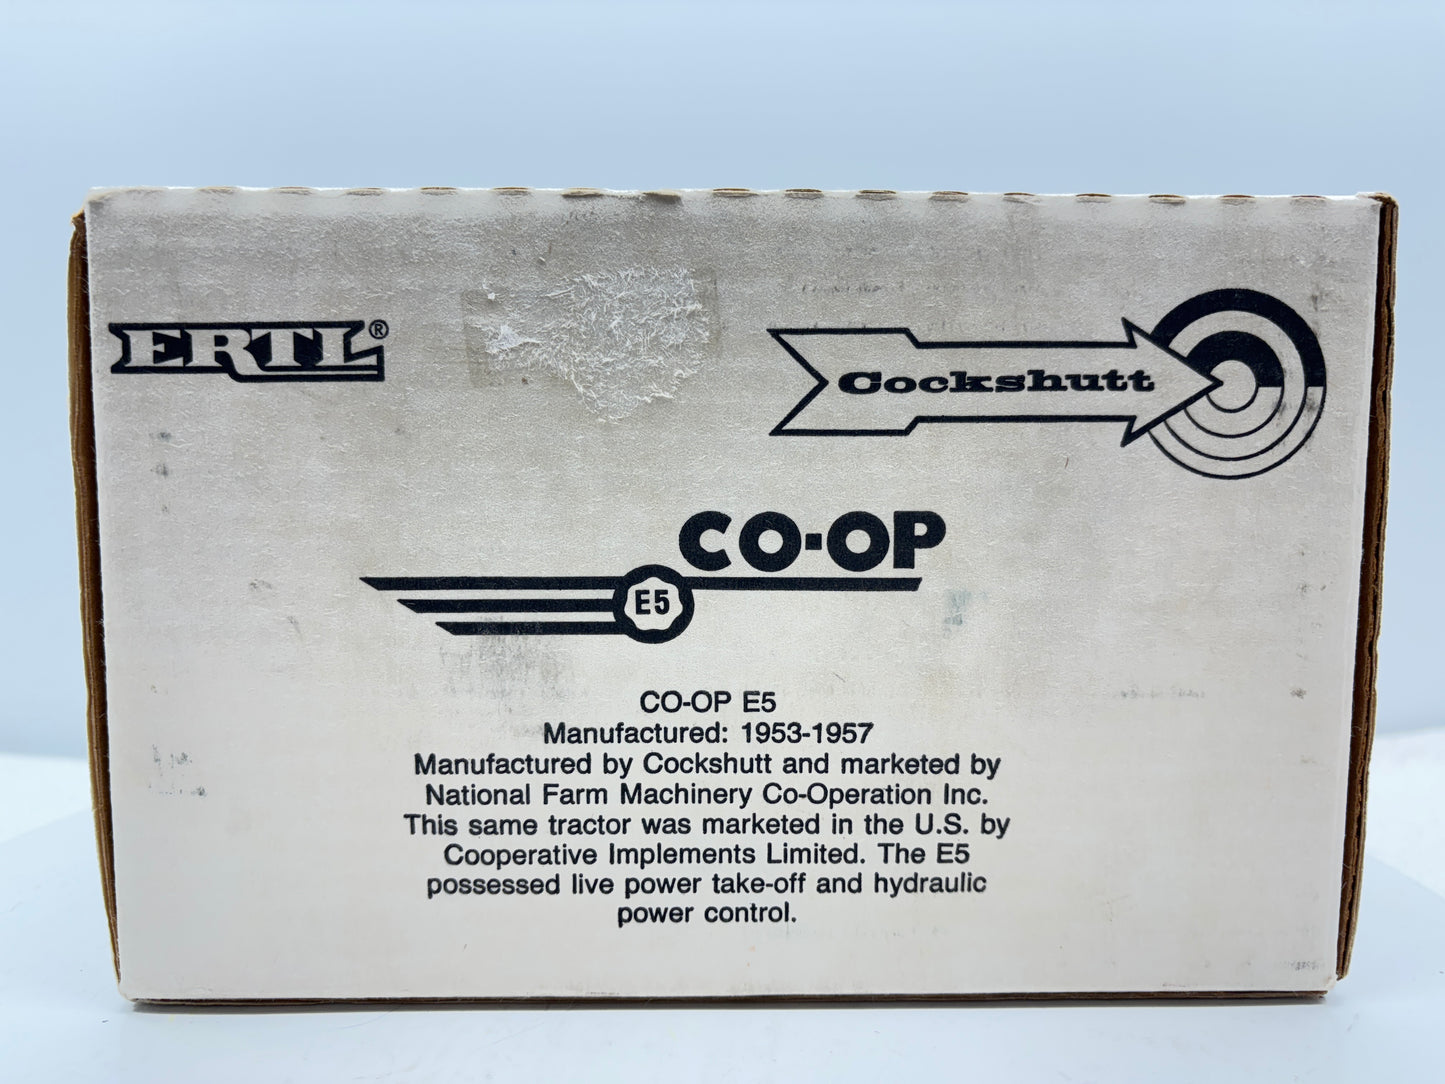 ERTL®
Cockshutt
CO-OP
E5
CO-OP E5
Manufactured: 1953-1957
Manufactured by Cockshutt and marketed by
National Farm Machinery Co-Operation Inc.
This same tractor was marketed in the U.S. by
Cooperative Implements Limited. The E5
possessed live power take-off and hydraulic
power control.